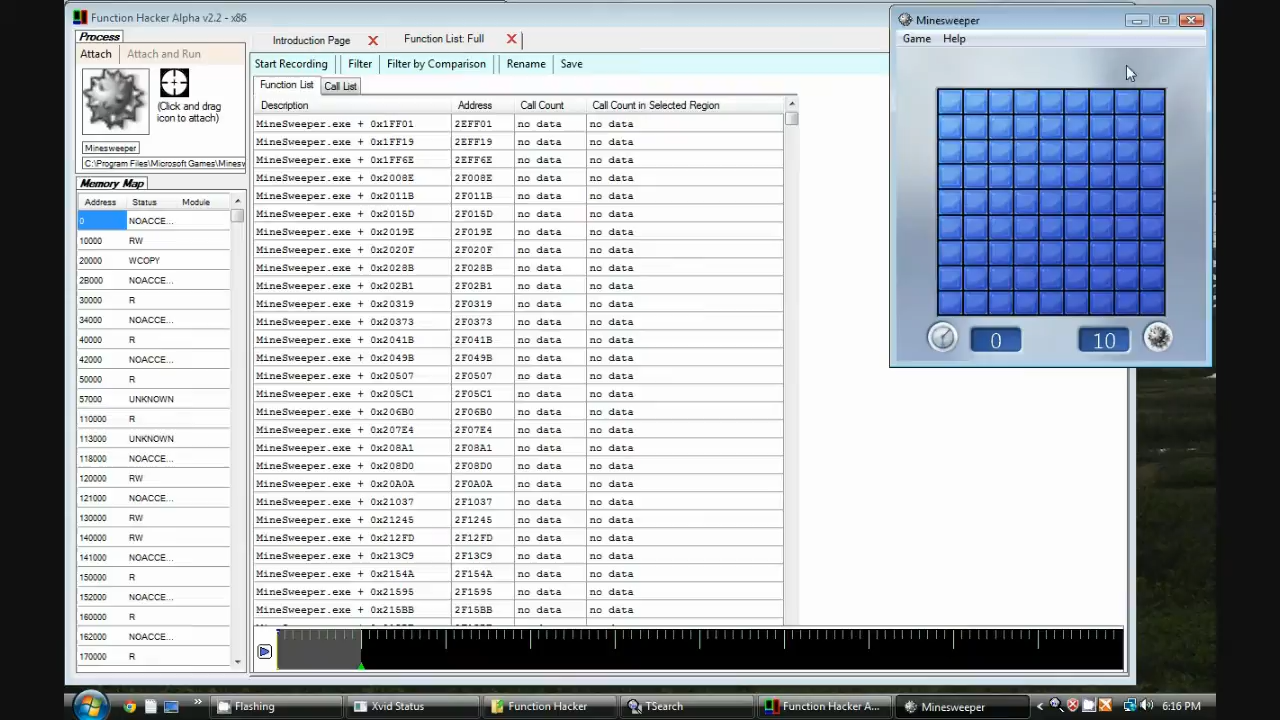 Function Hacker Alpha v2.2 - x86
Process
Attach
Attach and Run
(Click and drag
icon to attach)
Minesweeper
C:\Program Files\Microsoft Games\Minesw
Memory Map
Address Status Module
0 NOACCE...
10000 RW
20000 WCOPY
2B000 NOACCE...
30000 R
34000 NOACCE...
40000 R
42000 NOACCE...
50000 R
57000 UNKNOWN
110000 R
113000 UNKNOWN
118000 NOACCE...
120000 RW
121000 NOACCE...
130000 RW
140000 RW
141000 NOACCE...
150000 R
152000 NOACCE...
160000 R
162000 NOACCE...
170000 R
Introduction Page
Function List: Full
Start Recording Filter Filter by Comparison Rename Save
Function List Call List
Description Address Call Count Call Count in Selected Region
MineSweeper.exe + 0x1FF01 2EFF01 no data no data
MineSweeper.exe + 0x1FF19 2EFF19 no data no data
MineSweeper.exe + 0x1FF6E 2EFF6E no data no data
MineSweeper.exe + 0x2008E 2F008E no data no data
MineSweeper.exe + 0x2011B 2F011B no data no data
MineSweeper.exe + 0x2015D 2F015D no data no data
MineSweeper.exe + 0x2019E 2F019E no data no data
MineSweeper.exe + 0x2020F 2F020F no data no data
MineSweeper.exe + 0x2028B 2F028B no data no data
MineSweeper.exe + 0x202B1 2F02B1 no data no data
MineSweeper.exe + 0x20319 2F0319 no data no data
MineSweeper.exe + 0x20373 2F0373 no data no data
MineSweeper.exe + 0x2041B 2F041B no data no data
MineSweeper.exe + 0x2049B 2F049B no data no data
MineSweeper.exe + 0x20507 2F0507 no data no data
MineSweeper.exe + 0x205C1 2F05C1 no data no data
MineSweeper.exe + 0x206B0 2F06B0 no data no data
MineSweeper.exe + 0x207E4 2F07E4 no data no data
MineSweeper.exe + 0x208A1 2F08A1 no data no data
MineSweeper.exe + 0x208D0 2F08D0 no data no data
MineSweeper.exe + 0x20A0A 2F0A0A no data no data
MineSweeper.exe + 0x21037 2F1037 no data no data
MineSweeper.exe + 0x21245 2F1245 no data no data
MineSweeper.exe + 0x212FD 2F12FD no data no data
MineSweeper.exe + 0x213C9 2F13C9 no data no data
MineSweeper.exe + 0x2154A 2F154A no data no data
MineSweeper.exe + 0x21595 2F1595 no data no data
MineSweeper.exe + 0x215BB 2F15BB no data no data
Minesweeper
Game Help
0 10
Flashing Xvid Status Function Hacker TSearch Function Hacker A... Minesweeper 6:16 PM